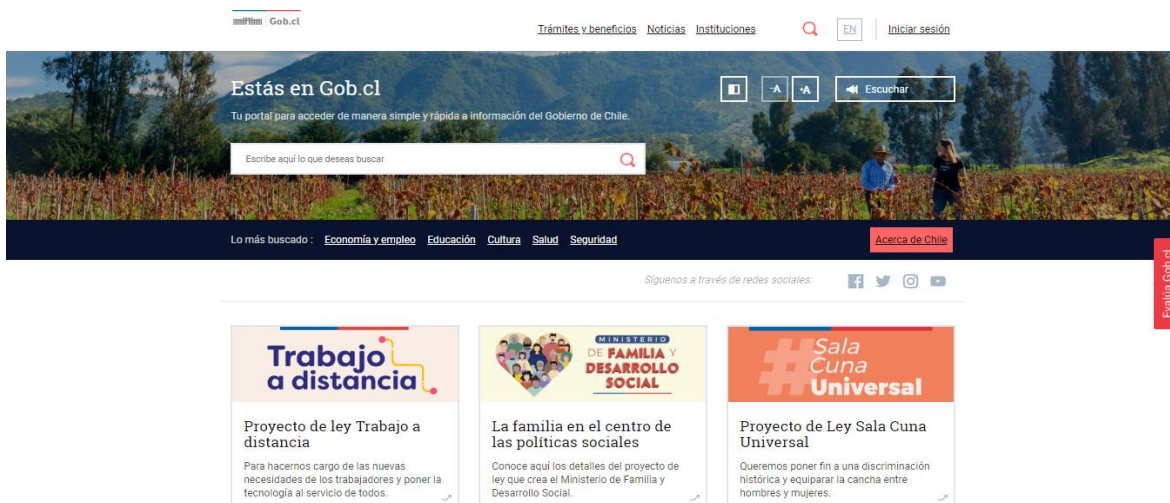 Gob.cl
Trámites y beneficios Noticias Instituciones EN Iniciar sesión
Estás en Gob.cl
-A +A Escuchar
Tu portal para acceder de manera simple y rápida a información del Gobierno de Chile.
Escribe aquí lo que deseas buscar
Lo más buscado : Economía y empleo Educación Cultura Salud Seguridad Acerca de Chile
Evalúa Gob.cl
Síguenos a través de redes sociales:
Trabajo
a distancia
Proyecto de ley Trabajo a
distancia
Para hacernos cargo de las nuevas
necesidades de los trabajadores y poner la
tecnología al servicio de todos.
MINISTERIO
DE FAMILIA Y
DESARROLLO
SOCIAL
La familia en el centro de
las políticas sociales
Conoce aquí los detalles del proyecto de
ley que crea el Ministerio de Familia y
Desarrollo Social.
#Sala
Cuna
Universal
Proyecto de Ley Sala Cuna
Universal
Queremos poner fin a una discriminación
histórica y equiparar la cancha entre
hombres y mujeres.